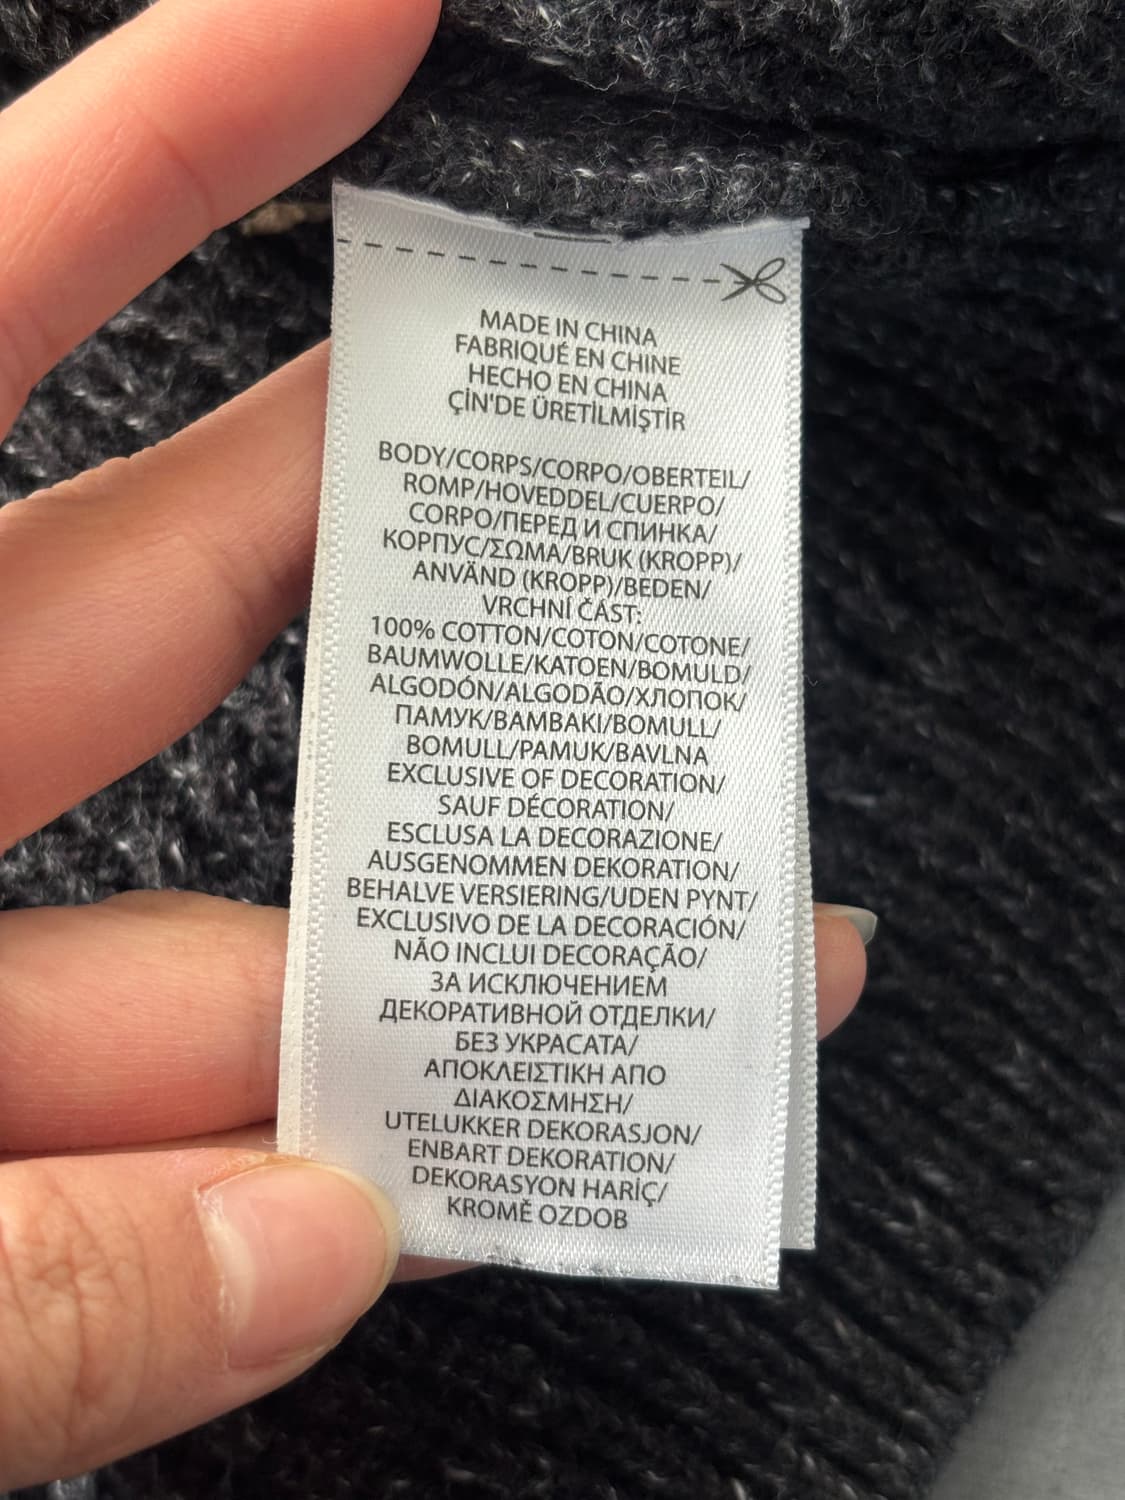 MADE IN CHINA
FABRIQUÉ EN CHINE
HECHO EN CHINA
ÇİN'DE ÜRETİLMİŞTİR
BODY/CORPS/CORPO/OBERTEIL/
ROMP/HOVEDDEL/CUERPO/
CORPO/ПЕРЕД И СПИНКА/
КОРПУС/ΣΩΜΑ/BRUK (KROPP)/
ANVÄND (KROPP)/BEDEN/
VRCHNÍ ČÁST:
100% COTTON/COTON/COTONE/
BAUMWOLLE/KATOEN/BOMULD/
ALGODÓN/ALGODÃO/ХЛОПОК/
ПАМУК/ΒΑΜΒΑΚΙ/BOMULL/
BOMULL/PAMUK/BAVLNA
EXCLUSIVE OF DECORATION/
SAUF DÉCORATION/
ESCLUSA LA DECORAZIONE/
AUSGENOMMEN DEKORATION/
BEHALVE VERSIERING/UDEN PYNT/
EXCLUSIVO DE LA DECORACIÓN/
NÃO INCLUI DECORAÇÃO/
ЗА ИСКЛЮЧЕНИЕМ
ДЕКОРАТИВНОЙ ОТДЕЛКИ/
БЕЗ УКРАСАТА/
ΑΠΟΚΛΕΙΣΤΙΚΗ ΑΠΟ
ΔΙΑΚΟΣΜΗΣΗ/
UTELUKKER DEKORASJON/
ENBART DEKORATION/
DEKORASYON HARİÇ/
KROMĚ OZDOB